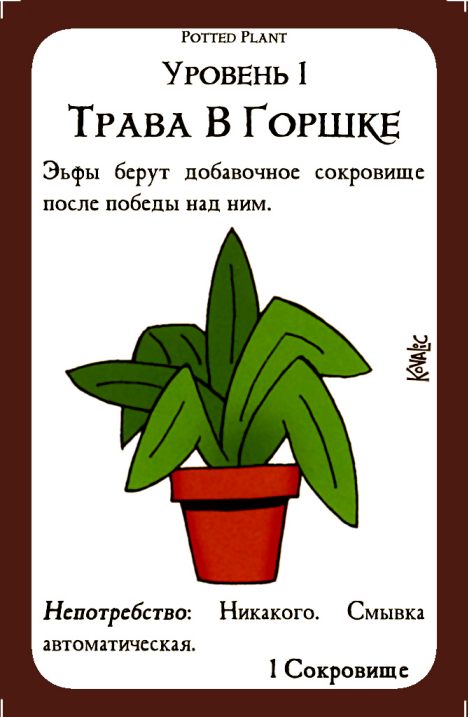 Potted Plant
Уровень 1
Трава В Горшке
Эьфы берут добавочное сокровище
после победы над ним.
Kovalic
Непотребство: Никакого. Смывка
автоматическая.
1 Сокровище